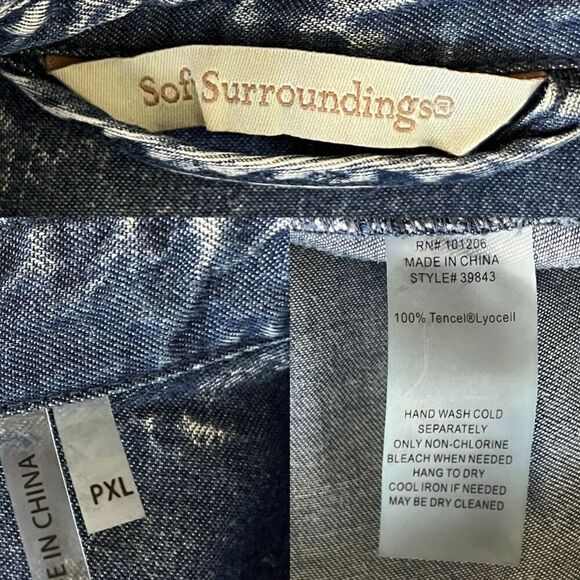 Sof Surroundings®
E IN CHINA
PXL
RN# 101206
MADE IN CHINA
STYLE# 39843
100% Tencel®Lyocell
HAND WASH COLD
SEPARATELY
ONLY NON-CHLORINE
BLEACH WHEN NEEDED
HANG TO DRY
COOL IRON IF NEEDED
MAY BE DRY CLEANED